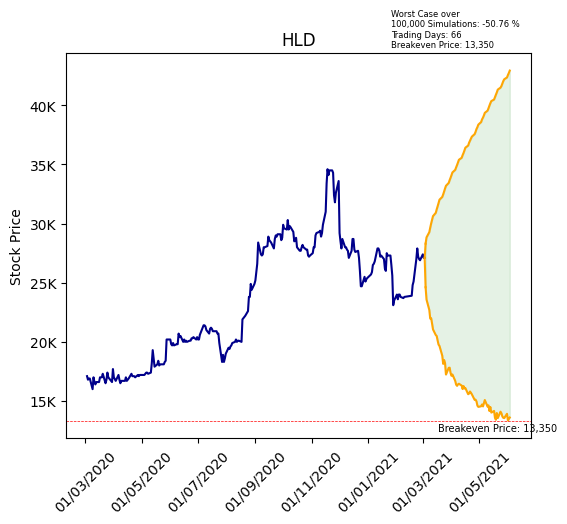 Worst Case over
100,000 Simulations: -50.76 %
Trading Days: 66
Breakeven Price: 13,350
HLD
Stock Price
40K
35K
30K
25K
20K
15K
Breakeven Price: 13,350
01/03/2020
01/05/2020
01/07/2020
01/09/2020
01/11/2020
01/01/2021
01/03/2021
01/05/2021